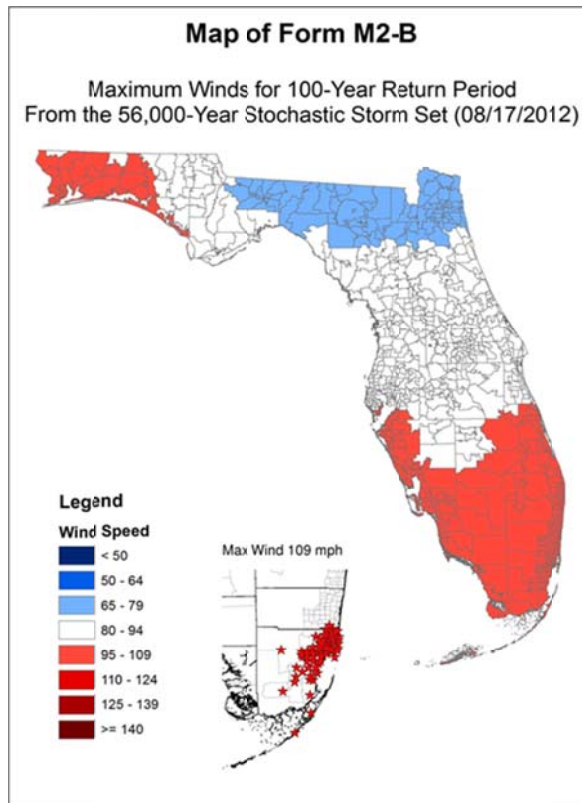 Map of Form M2-B
Maximum Winds for 100-Year Return Period
From the 56,000-Year Stochastic Storm Set (08/17/2012)
Legend
Wind Speed
< 50
50 - 64
65 - 79
80 - 94
95 - 109
110 - 124
125 - 139
>= 140
Max Wind 109 mph